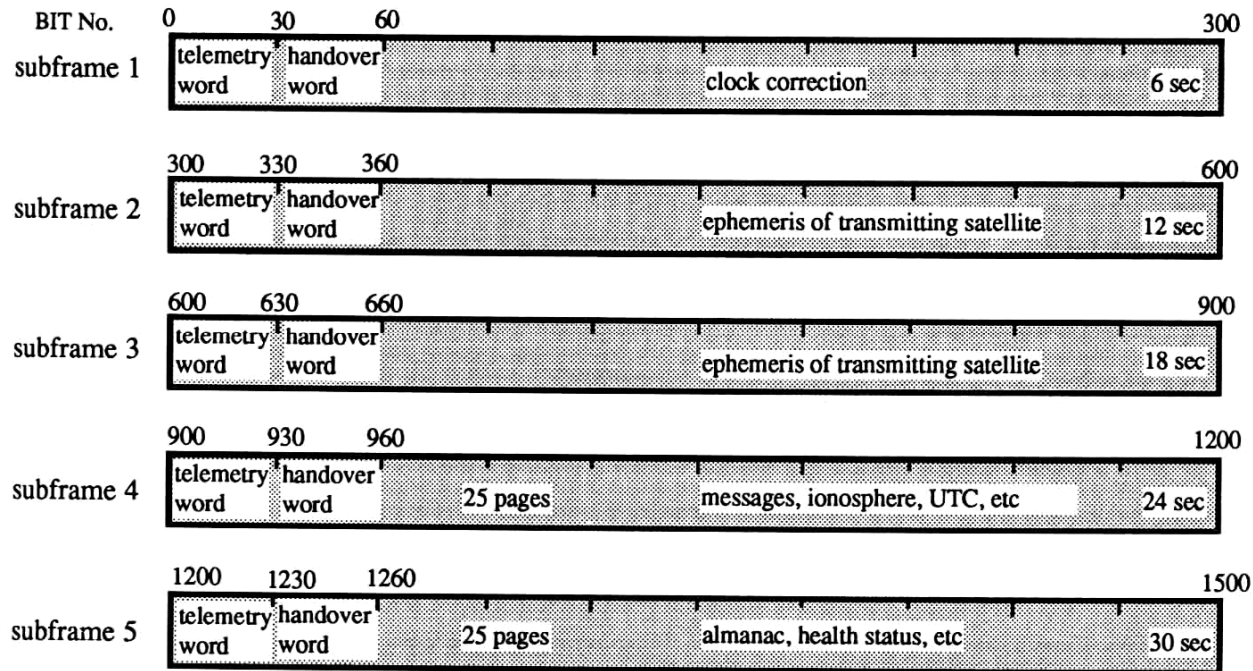 BIT No. 0 30 60 300
subframe 1
telemetry word
handover word
clock correction
6 sec
300 330 360 600
subframe 2
telemetry word
handover word
ephemeris of transmitting satellite
12 sec
600 630 660 900
subframe 3
telemetry word
handover word
ephemeris of transmitting satellite
18 sec
900 930 960 1200
subframe 4
telemetry word
handover word
25 pages
messages, ionosphere, UTC, etc
24 sec
1200 1230 1260 1500
subframe 5
telemetry word
handover word
25 pages
almanac, health status, etc
30 sec